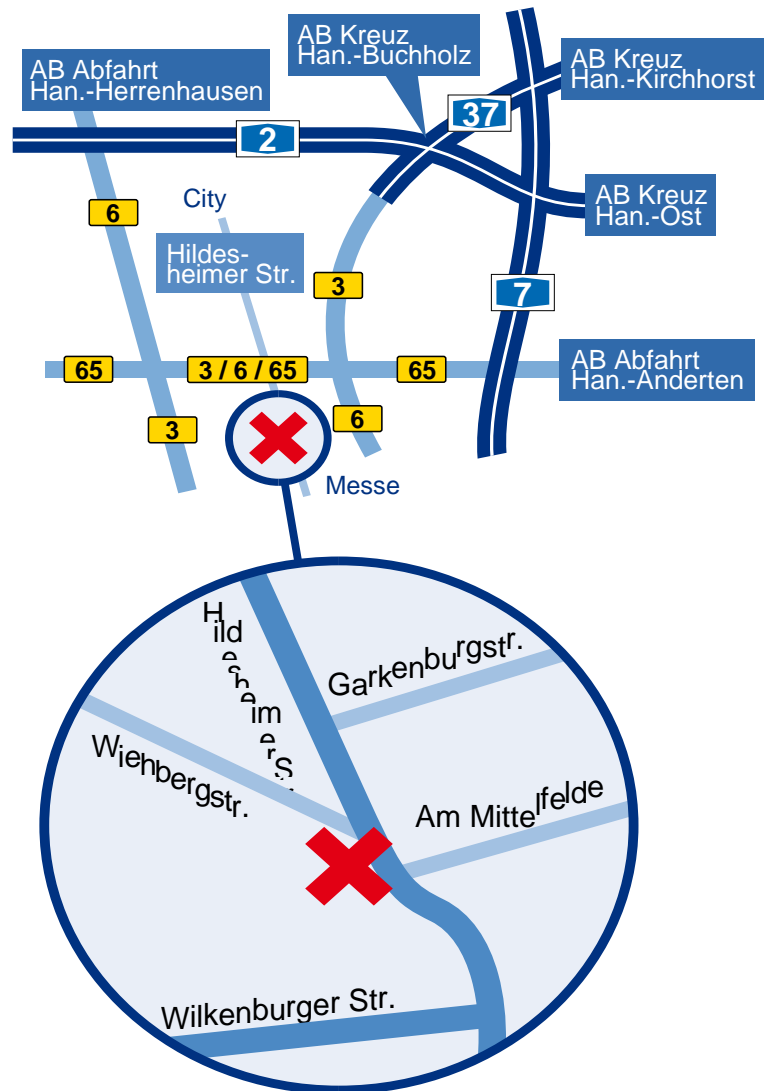 AB Kreuz
Han.-Buchholz
AB Abfahrt
Han.-Herrenhausen
AB Kreuz
Han.-Kirchhorst
37
2
City
6
AB Kreuz
Han.-Ost
Hildes-
heimer Str.
3
7
65
3 / 6 / 65
65
AB Abfahrt
Han.-Anderten
3
6
Messe
Hildesheimer S
Garkenburgstr.
Wiehbergstr.
Am Mittelfelde
Wilkenburger Str.